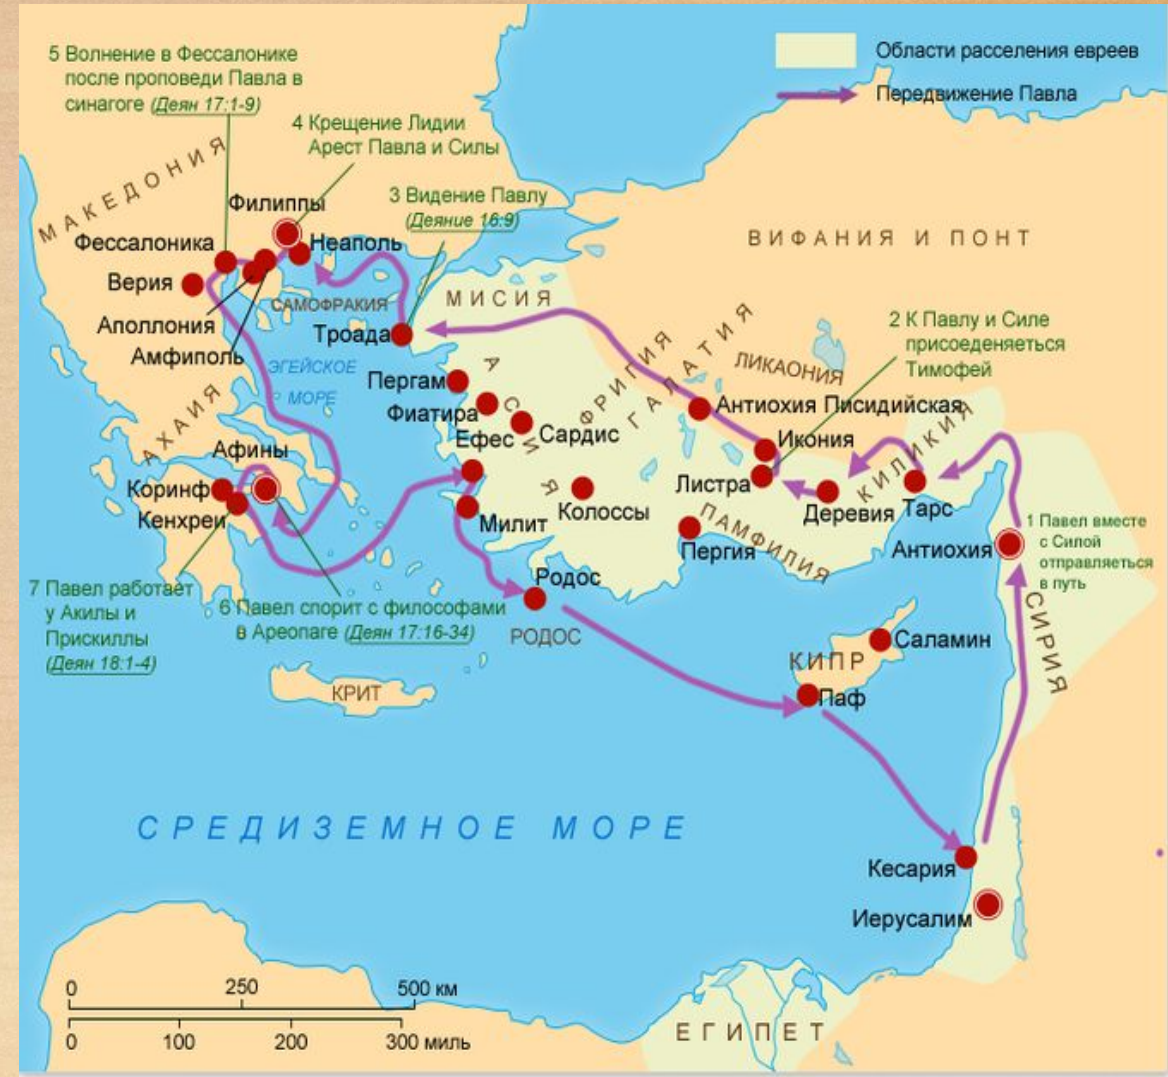 5 Волнение в Фессалонике
после проповеди Павла в
синагоге (Деян 17:1-9)
Области расселения евреев
Передвижение Павла
4 Крещение Лидии
Арест Павла и Силы
МАКЕДОНИЯ
Филиппы
3 Видение Павлу
(Деяние 16:9)
Фессалоника
Неаполь
ВИФАНИЯ И ПОНТ
Верия
САМОФРАКИЯ
МИСИЯ
Аполлония
Троада
2 К Павлу и Силе
присоеденяеться
Тимофей
Амфиполь
ЭГЕЙСКОЕ
МОРЕ
ФРИГИЯ
ГАЛАТИЯ
ЛИКАОНИЯ
Пергам
АСИЯ
Фиатира
Антиохия Писидийская
АХАИЯ
Ефес
Сардис
Икония
КИЛИКИЯ
Афины
Коринф
Листра
Кенхреи
Милит
Колоссы
Деревия
Тарс
ПАМФИЛИЯ
Пергия
Антиохия
1 Павел вместе
с Силой
отправляеться
в путь
7 Павел работает
у Акилы и
Прискиллы
(Деян 18:1-4)
6 Павел спорит с философами
в Ареопаге (Деян 17:16-34)
Родос
РОДОС
СИРИЯ
Саламин
КИПР
Паф
КРИТ
СРЕДИЗЕМНОЕ МОРЕ
Кесария
Иерусалим
0 250 500 км
0 100 200 300 миль
ЕГИПЕТ